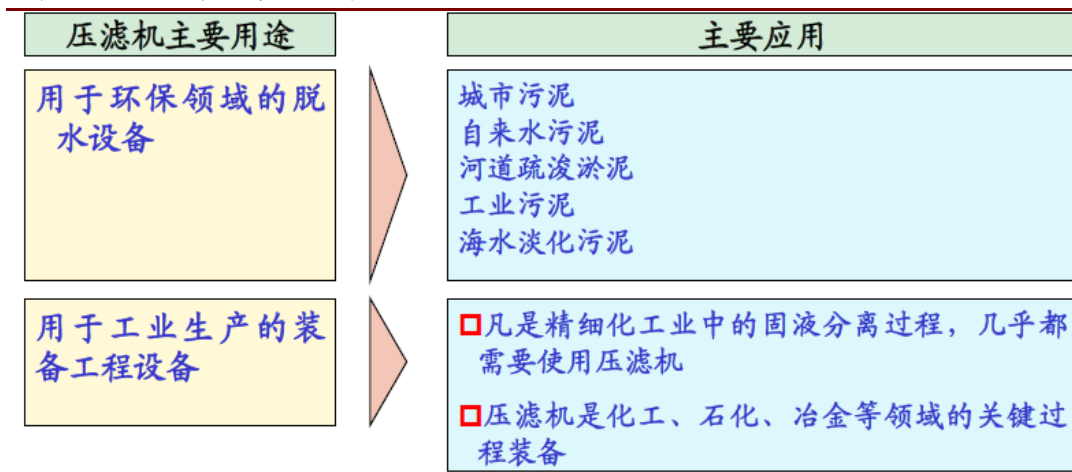 压滤机主要用途
主要应用
用于环保领域的脱
水设备
城市污泥
自来水污泥
河道疏浚淤泥
工业污泥
海水淡化污泥
用于工业生产的装
备工程设备
凡是精细化工业中的固液分离过程，几乎都
需要使用压滤机
压滤机是化工、石化、冶金等领域的关键过
程装备